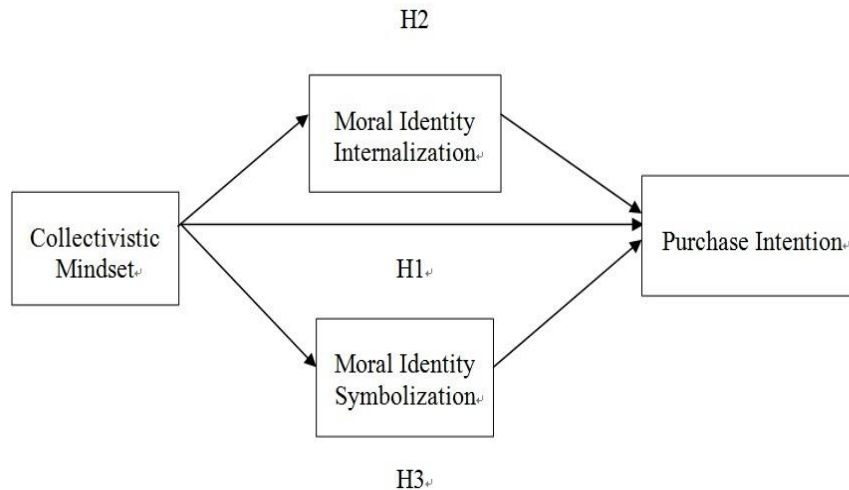 H2
Moral Identity
Internalization↵
Collectivistic
Mindset↵
Purchase Intention↵
H1↵
Moral Identity
Symbolization↵
H3↵